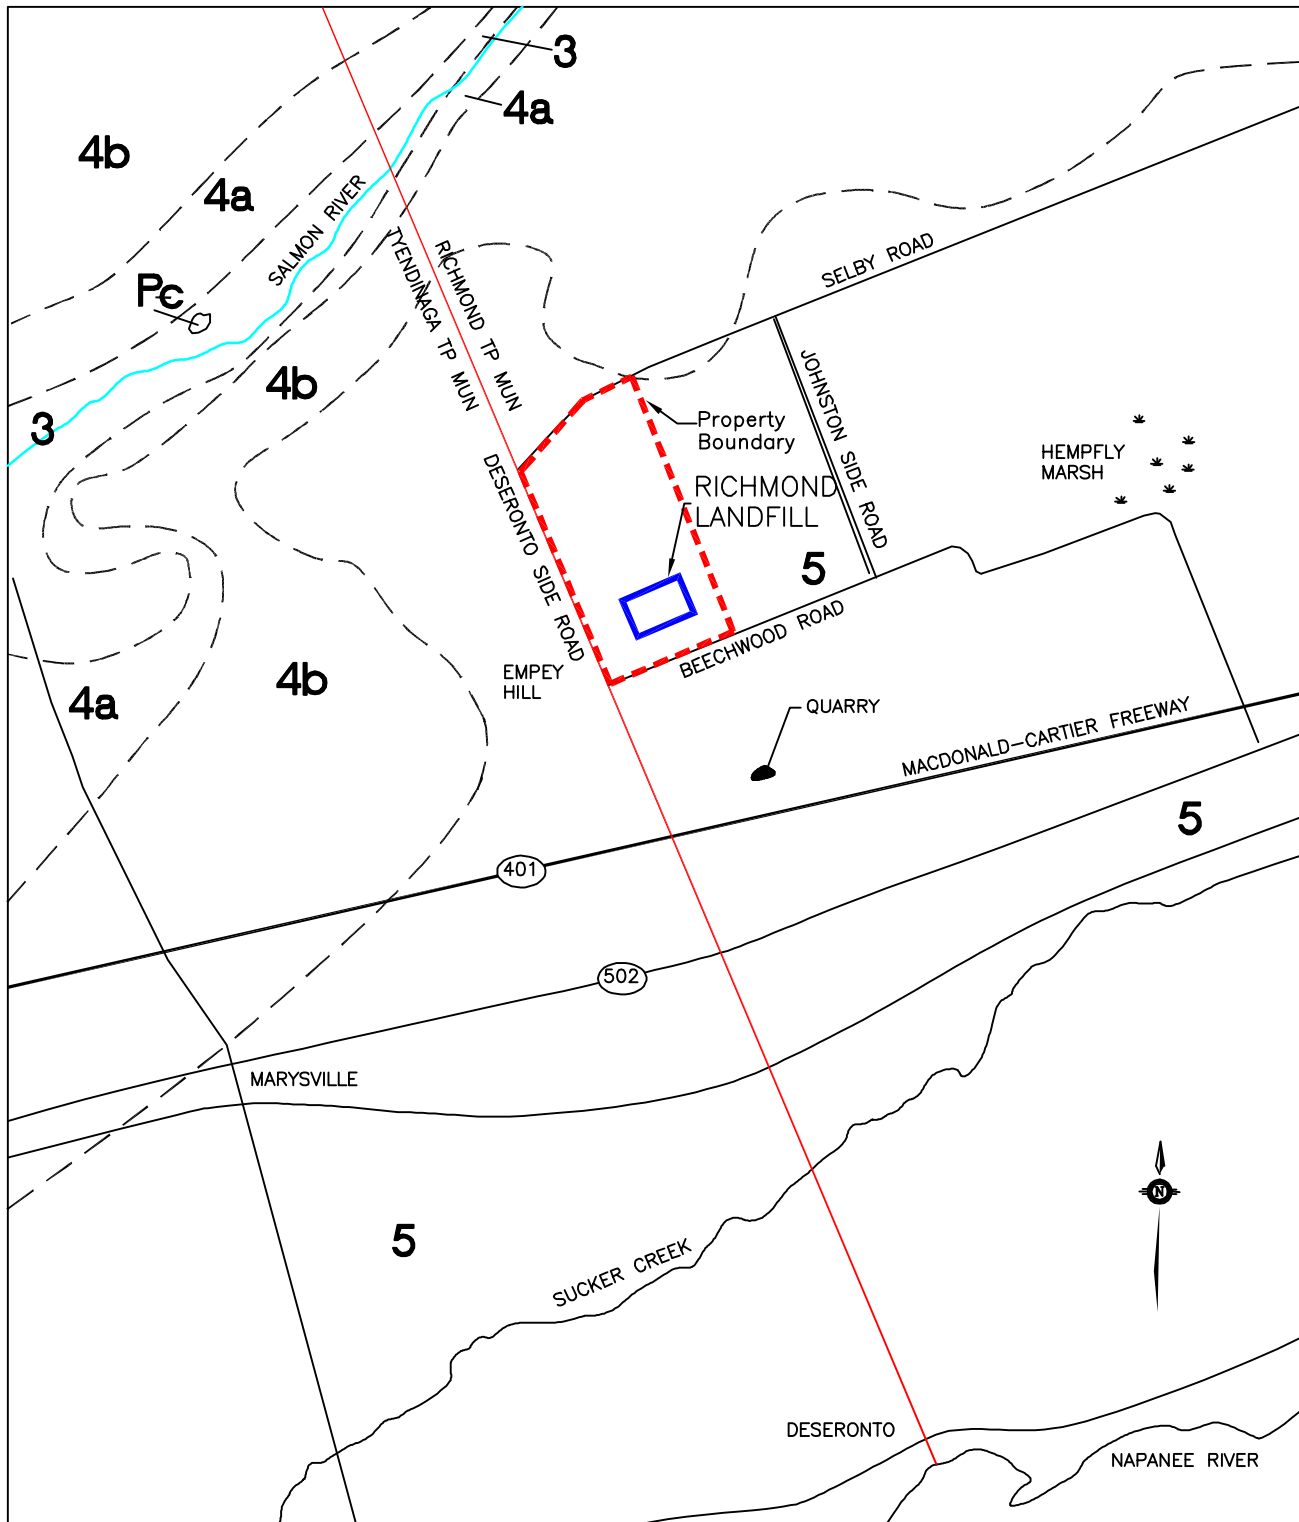 3
4a
4b
4a
SALMON RIVER
TYENDINAGA TP MUN
RICHMOND TP MUN
SELBY ROAD
P
4b
3
JOHNSTON SIDE ROAD
Property
Boundary
HEMPFLY
MARSH
RICHMOND
LANDFILL
DESERONTO SIDE ROAD
5
BEECHWOOD ROAD
EMPEY
HILL
4b
4a
QUARRY
MACDONALD-CARTIER FREEWAY
5
401
502
MARYSVILLE
N
5
SUCKER CREEK
DESERONTO
NAPANEE RIVER